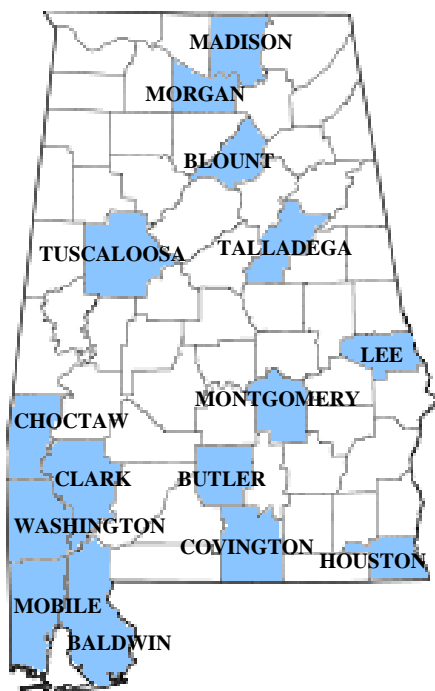 MADISON
MORGAN
BLOUNT
TUSCALOOSA
TALLADEGA
LEE
MONTGOMERY
CHOCTAW
CLARK
BUTLER
WASHINGTON
COVINGTON
HOUSTON
MOBILE
BALDWIN